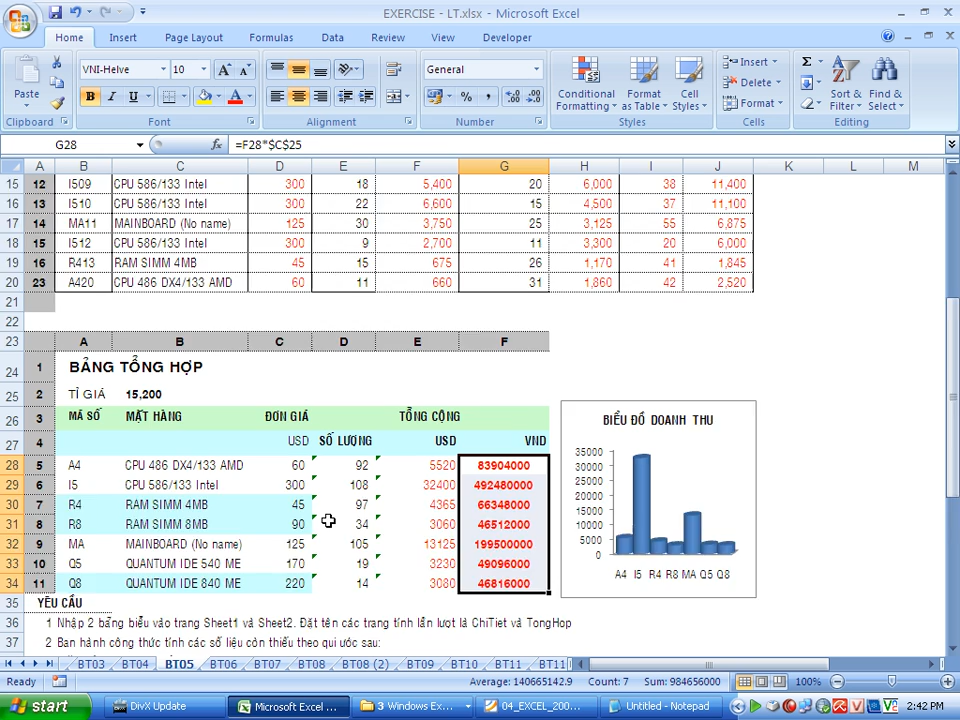 EXERCISE - LT.xlsx - Microsoft Excel
Home Insert Page Layout Formulas Data Review View Developer
Paste VNI-Helve 10 A A General Conditional Formatting Format as Table Cell Styles Insert Delete Format Σ Sort & Filter Find & Select
B I U A $ % , .0 .00 .00 .0
Clipboard Font Alignment Number Styles Cells Editing
G28 fx =F28*$C$25
A B C D E F G H I J K L M
15 12 I509 CPU 586/133 Intel 300 18 5,400 20 6,000 38 11,400
16 13 I510 CPU 586/133 Intel 300 22 6,600 15 4,500 37 11,100
17 14 MA11 MAINBOARD (No name) 125 30 3,750 25 3,125 55 6,875
18 15 I512 CPU 586/133 Intel 300 9 2,700 11 3,300 20 6,000
19 16 R413 RAM SIMM 4MB 45 15 675 26 1,170 41 1,845
20 23 A420 CPU 486 DX4/133 AMD 60 11 660 31 1,860 42 2,520
21
22
23 A B C D E F
24 1 BẢNG TỔNG HỢP
25 2 TỈ GIÁ 15,200
26 3 MÃ SỐ MẶT HÀNG ĐƠN GIÁ TỔNG CỘNG
27 4 USD SỐ LƯỢNG USD VND
28 5 A4 CPU 486 DX4/133 AMD 60 92 5520 83904000
29 6 I5 CPU 586/133 Intel 300 108 32400 492480000
30 7 R4 RAM SIMM 4MB 45 97 4365 66348000
31 8 R8 RAM SIMM 8MB 90 34 3060 46512000
32 9 MA MAINBOARD (No name) 125 105 13125 199500000
33 10 Q5 QUANTUM IDE 540 ME 170 19 3230 49096000
34 11 Q8 QUANTUM IDE 840 ME 220 14 3080 46816000
BIỂU ĐỒ DOANH THU
35000
30000
25000
20000
15000
10000
5000
0
A4 I5 R4 R8 MA Q5 Q8
35 YÊU CẦU
36 1 Nhập 2 bảng biểu vào trang Sheet1 và Sheet2. Đặt tên các trang tính lần lượt là ChiTiet và TongHop
37 2 Ban hành công thức tính các số liệu còn thiếu theo qui ước sau:
BT03 BT04 BT05 BT06 BT07 BT08 BT08 (2) BT09 BT10 BT11 BT11
Ready Average: 140665142.9 Count: 7 Sum: 984656000 100%
start DivX Update Microsoft Excel ... 3 Windows Ex... 04_EXCEL_200... Untitled - Notepad 2:42 PM